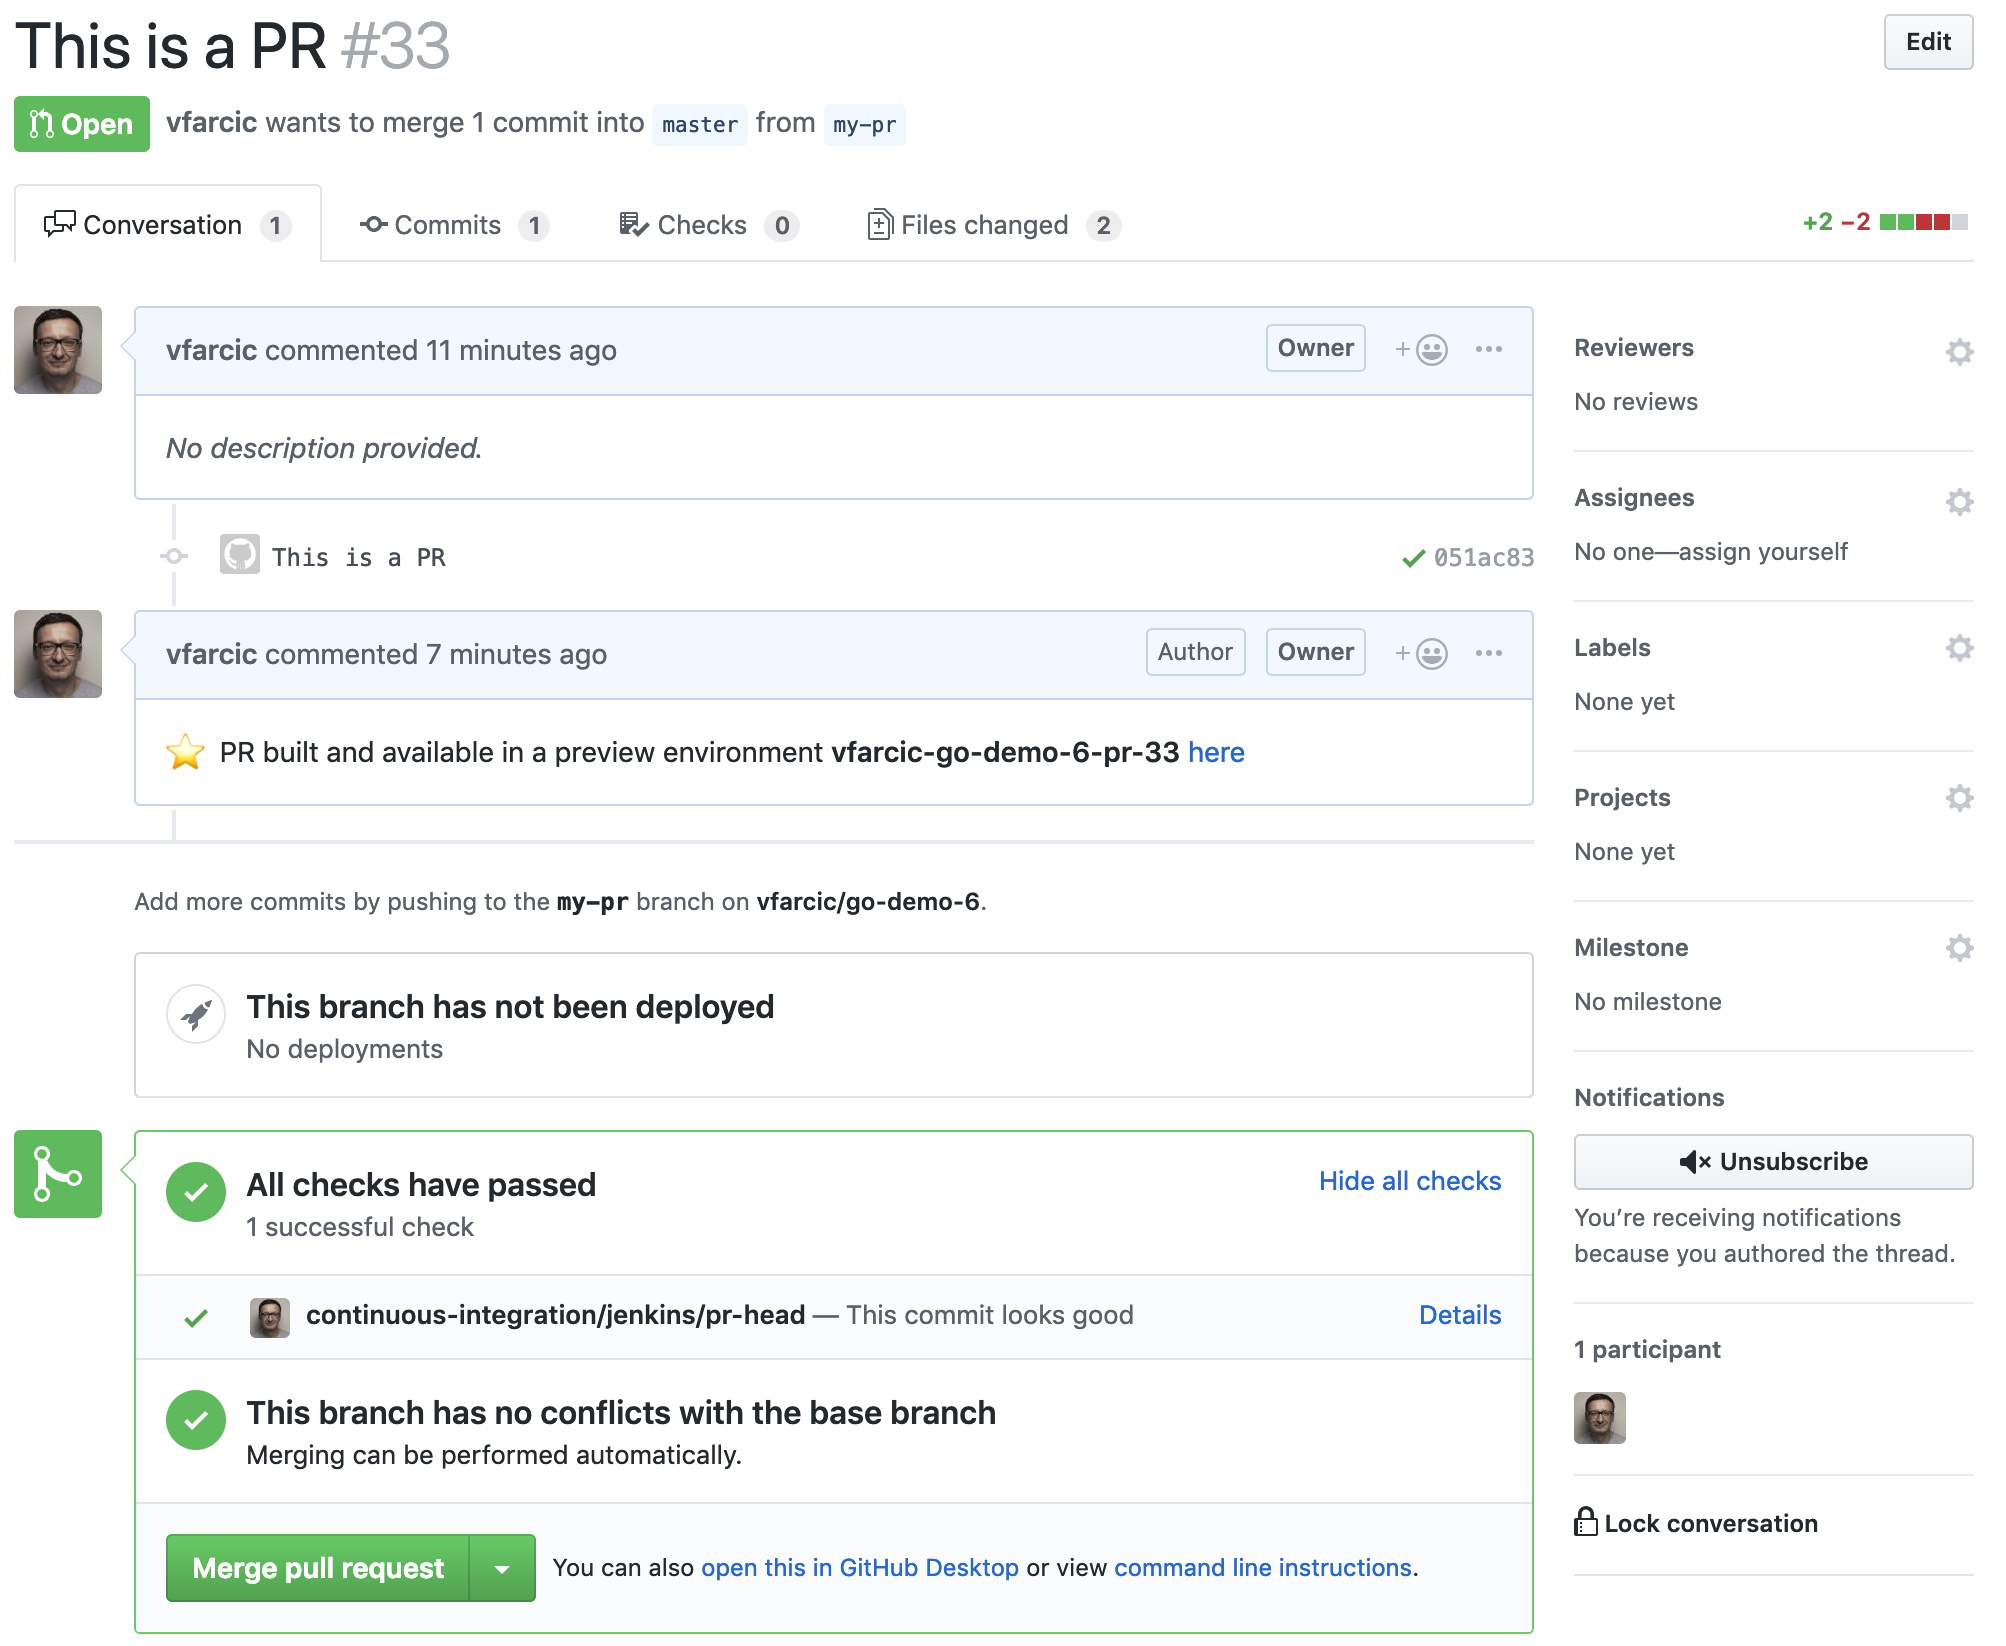 This is a PR #33
Edit
Open vfarcic wants to merge 1 commit into master from my-pr
Conversation 1 Commits 1 Checks 0 Files changed 2 +2 −2
vfarcic commented 11 minutes ago Owner + ···
No description provided.
This is a PR 051ac83
vfarcic commented 7 minutes ago Author Owner + ···
PR built and available in a preview environment vfarcic-go-demo-6-pr-33 here
Add more commits by pushing to the my-pr branch on vfarcic/go-demo-6.
This branch has not been deployed
No deployments
All checks have passed Hide all checks
1 successful check
continuous-integration/jenkins/pr-head — This commit looks good Details
This branch has no conflicts with the base branch
Merging can be performed automatically.
Merge pull request You can also open this in GitHub Desktop or view command line instructions.
Reviewers
No reviews
Assignees
No one—assign yourself
Labels
None yet
Projects
None yet
Milestone
No milestone
Notifications
Unsubscribe
You’re receiving notifications
because you authored the thread.
1 participant
Lock conversation